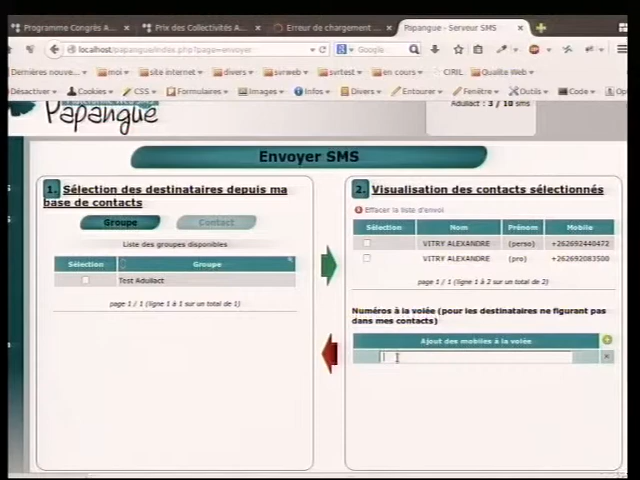 Programme Congrès A...
Prix des Collectivités A...
Erreur de chargement ...
Papangue - Serveur SMS
localhost/papangue/index.php?page=envoyer
Google
Dernières nouve...
moi
site internet
divers
svrweb
svrtest
en cours
CIRIL
Qualite Web
Désactiver
Cookies
CSS
Formulaires
Images
Infos
Divers
Entourer
Fenêtre
Outils
Code
Papangue
Adullact : 3 / 10 sms
Envoyer SMS
1. Sélection des destinataires depuis ma
base de contacts
Groupe
Contact
Liste des groupes disponibles
Sélection
Groupe
Test Adullact
page 1 / 1 (ligne 1 à 1 sur un total de 1)
2. Visualisation des contacts sélectionnés
Effacer la liste d'envoi
Sélection Nom Prénom Mobile
VITRY ALEXANDRE (perso) +262692440472
VITRY ALEXANDRE (pro) +262692083500
page 1 / 1 (ligne 1 à 2 sur un total de 2)
Numéros à la volée (pour les destinataires ne figurant pas
dans mes contacts)
Ajout des mobiles à la volée